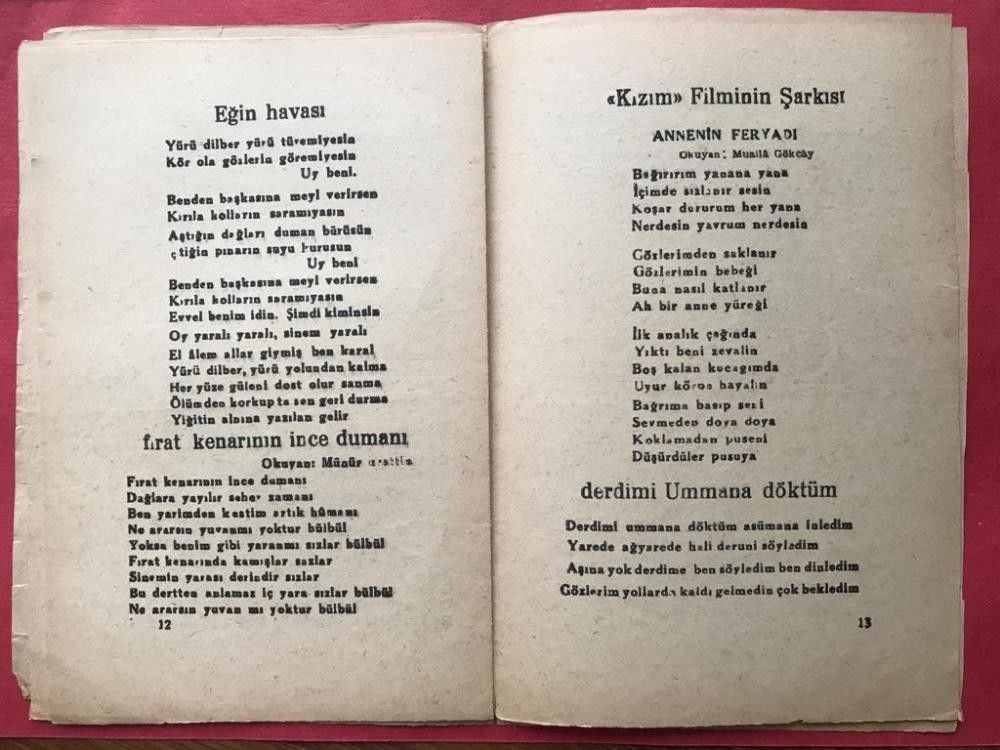 Eğin havası
Yürü dilber yürü türemiyesin
Kör ola gözlerin göremiyesin
Uy beni.
Benden başkasına meyl verirsen
Kırıla kolların saramıyasın
Aştığın dağları duman bürüsün
çtiğin pınarın suyu kurusun
Uy beni
Benden başkasına meyl verirsen
Kırıla kolların saramıyasın
Evvel benim idin. Şimdi kiminsin
Oy yaralı yaralı, sinem yaralı
El âlem allar giymiş ben karal
Yürü dilber, yürü yolundan kalma
Her yüze güleni dost olur sanma
Ölümden korkupta sen geri durma
Yiğitin alnına yazılan gelir
fırat kenarının ince dumanı
Okuyan: Münür
Fırat kenarının ince dumanı
Dağlara yayılır seher zamanı
Ben yarimden kestim artık hümanı
Ne ararsın yuvanmı yoktur bülbül
Yoksa benim gibi yaranmı sızlar bülbül
Fırat kenarında kamışlar sazlar
Sinemin yarası derindir sızlar
Bu dertten anlamaz iç yara sızlar bülbül
Ne ararsın yuvan mı yoktur bülbül
12
«Kızım» Filminin Şarkısı
ANNENİN FERYADI
Okuyan: Muallâ Gökçay
Bağırırım yanana yana
İçimde sızlanır sesin
Koşar dururum her yana
Nerdesin yavrum nerdesin
Gözlerimden saklanır
Gözlerimin bebeği
Buna nasıl katlanır
Ah bir anne yüreği
İlk analık çağında
Yıktı beni zevalin
Boş kalan kucağımda
Uyur körpe hayalin
Bağrıma basıp seni
Sevmeden doya doya
Koklamadan puseni
Düşürdüler pusuya
derdimi Ummana döktüm
Derdimi ummana döktüm asümana inledim
Yarede ağyarede hali deruni söyledim
Aşına yok derdime ben söyledim ben dinledim
Gözlerim yollarda kaldı gelmedin çok bekledim
13